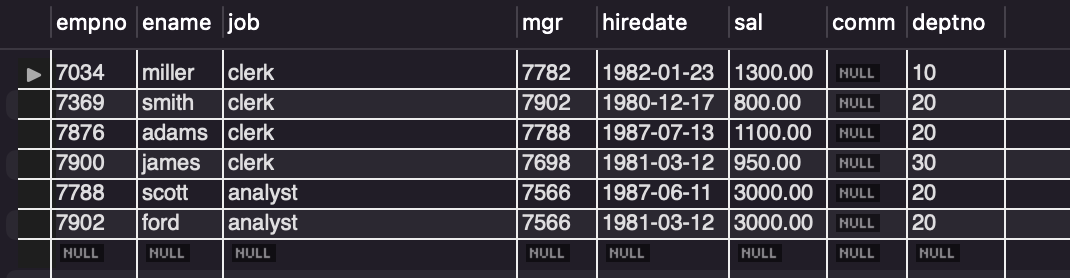 empno ename job mgr hiredate sal comm deptno
7034 miller clerk 7782 1982-01-23 1300.00 NULL 10
7369 smith clerk 7902 1980-12-17 800.00 NULL 20
7876 adams clerk 7788 1987-07-13 1100.00 NULL 20
7900 james clerk 7698 1981-03-12 950.00 NULL 30
7788 scott analyst 7566 1987-06-11 3000.00 NULL 20
7902 ford analyst 7566 1981-03-12 3000.00 NULL 20
NULL NULL NULL NULL NULL NULL NULL NULL